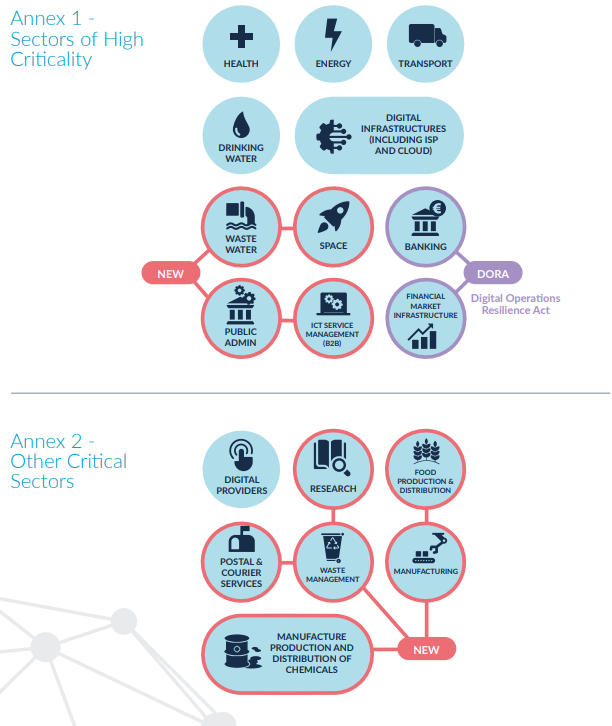 Annex 1 -
Sectors of High
Criticality
HEALTH
ENERGY
TRANSPORT
DRINKING
WATER
DIGITAL
INFRASTRUCTURES
(INCLUDING ISP
AND CLOUD)
WASTE
WATER
SPACE
BANKING
NEW
DORA
Digital Operations
Resilience Act
PUBLIC
ADMIN
ICT SERVICE
MANAGEMENT
(B2B)
FINANCIAL
MARKET
INFRASTRUCTURE
Annex 2 -
Other Critical
Sectors
DIGITAL
PROVIDERS
RESEARCH
FOOD
PRODUCTION &
DISTRIBUTION
POSTAL &
COURIER
SERVICES
WASTE
MANAGEMENT
MANUFACTURING
MANUFACTURE
PRODUCTION AND
DISTRIBUTION OF
CHEMICALS
NEW